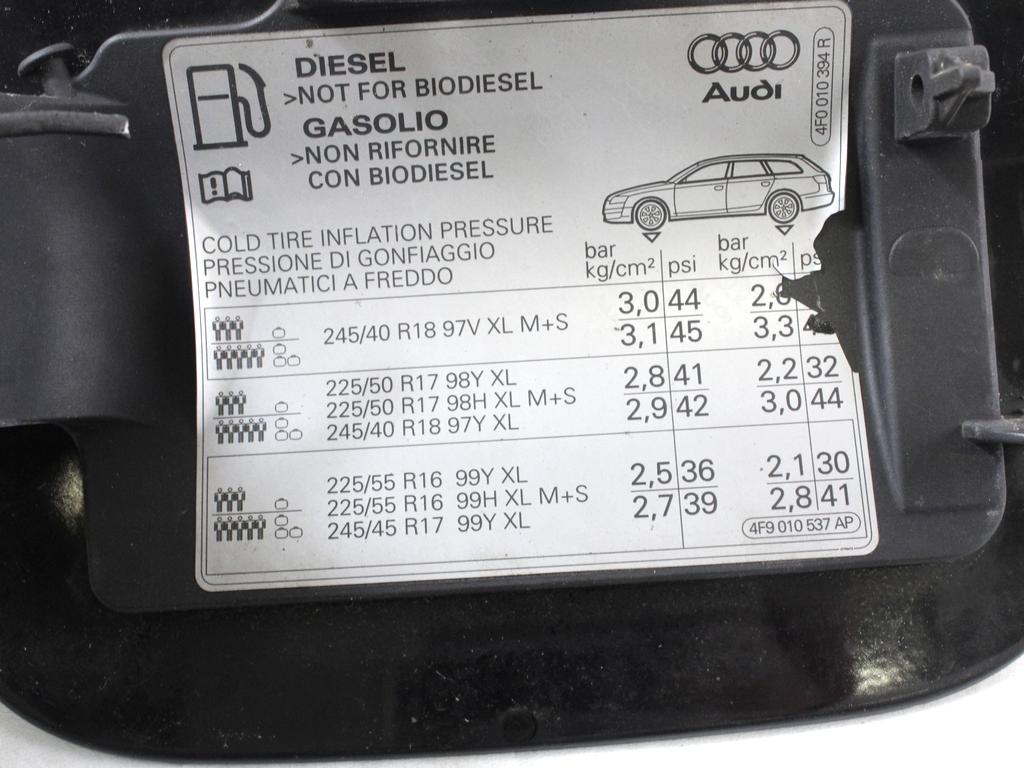 DIESEL
>NOT FOR BIODIESEL
GASOLIO
>NON RIFORNIRE
CON BIODIESEL
Audi
4F0 010 394 R
COLD TIRE INFLATION PRESSURE
PRESSIONE DI GONFIAGGIO
PNEUMATICI A FREDDO
bar kg/cm² psi bar kg/cm²
245/40 R18 97V XL M+S
3,0 44
3,1 45 3,3
225/50 R17 98Y XL
225/50 R17 98H XL M+S
245/40 R18 97Y XL
2,8 41 2,2 32
2,9 42 3,0 44
225/55 R16 99Y XL
225/55 R16 99H XL M+S
245/45 R17 99Y XL
2,5 36 2,1 30
2,7 39 2,8 41
4F9 010 537 AP